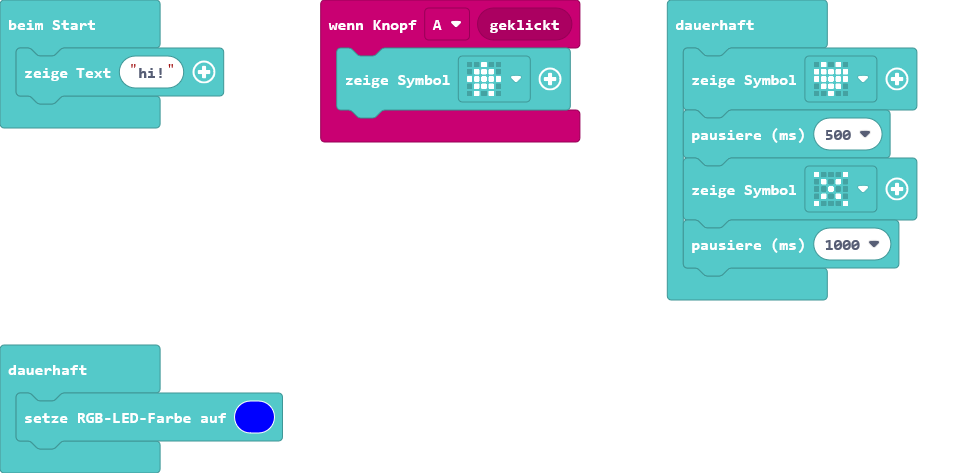 beim Start
zeige Text "hi!"
wenn Knopf A geklickt
zeige Symbol
dauerhaft
zeige Symbol
pausiere (ms) 500
zeige Symbol
pausiere (ms) 1000
dauerhaft
setze RGB-LED-Farbe auf